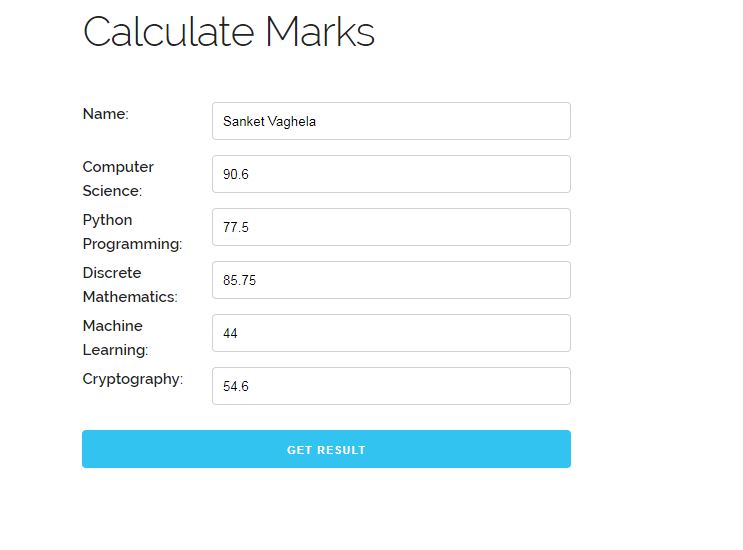 Calculate Marks
Name:
Sanket Vaghela
Computer
Science:
90.6
Python
Programming:
77.5
Discrete
Mathematics:
85.75
Machine
Learning:
44
Cryptography:
54.6
GET RESULT